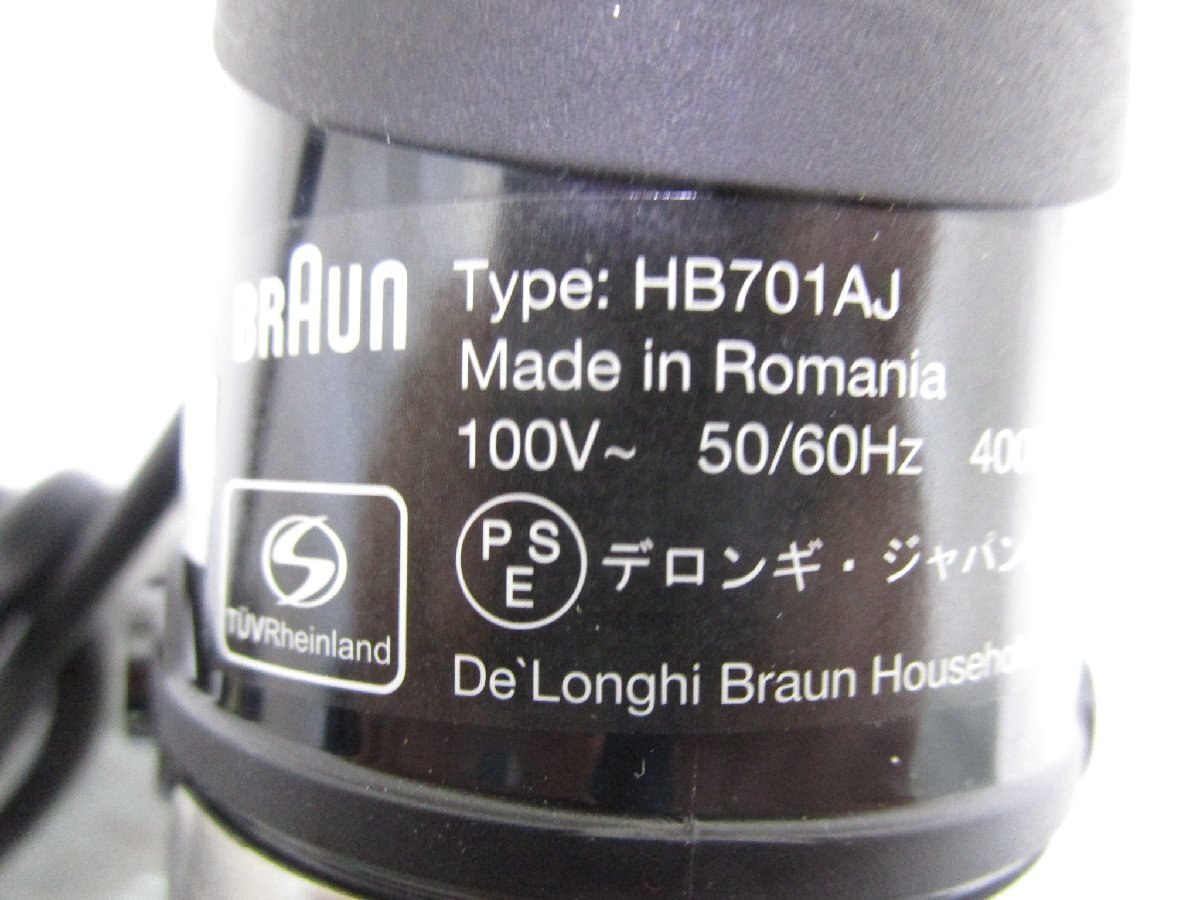 BRAUN
Type: HB701AJ
Made in Romania
100V~ 50/60Hz 400
PSE
デロンギ・ジャパン
TÜVRheinland
De`Longhi Braun